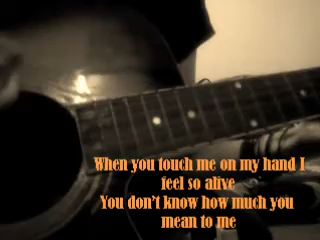 When you touch me on my hand I
feel so alive
You don't know how much you
mean to me